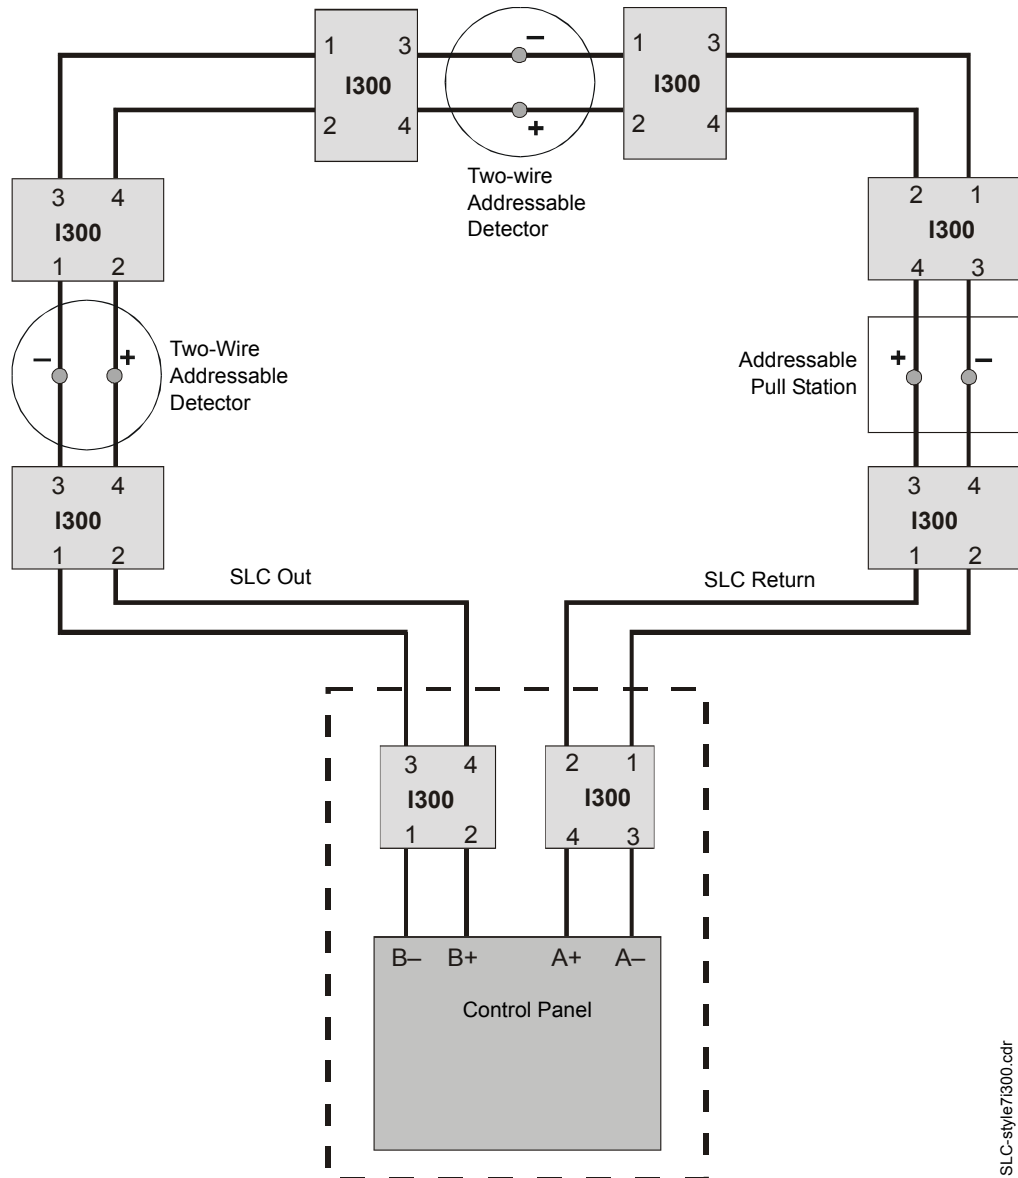 1 3
I300
2 4
–
+
1 3
I300
2 4
Two-wire
Addressable
Detector
3 4
I300
1 2
2 1
I300
4 3
– +
Two-Wire
Addressable
Detector
Addressable
Pull Station
+ –
3 4
I300
1 2
3 4
I300
1 2
SLC Out
SLC Return
3 4
I300
1 2
2 1
I300
4 3
B– B+ A+ A–
Control Panel
SLC-style7i300.cdr